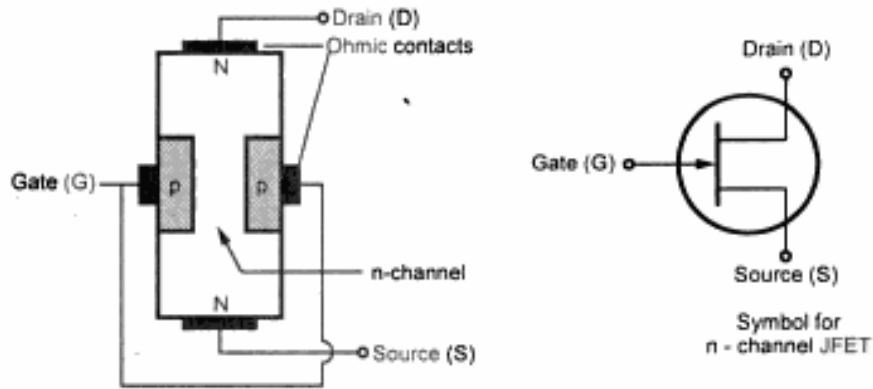 Drain (D)
Ohmic contacts
N
Gate (G)
p
p
n-channel
N
Source (S)
Drain (D)
Gate (G)
Source (S)
Symbol for
n - channel JFET